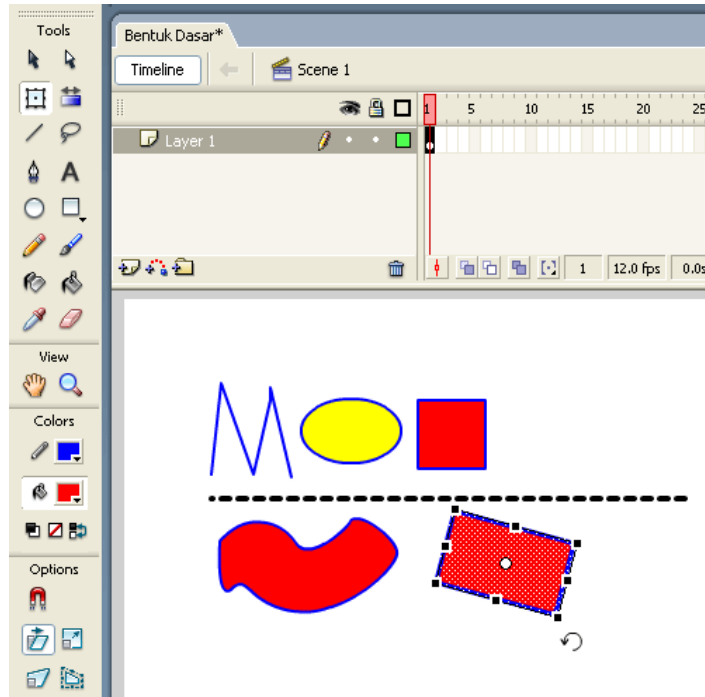 Tools
Bentuk Dasar*
Timeline
Scene 1
1 5 10 15 20 25
Layer 1
A
1 12.0 fps 0.0s
View
Colors
Options